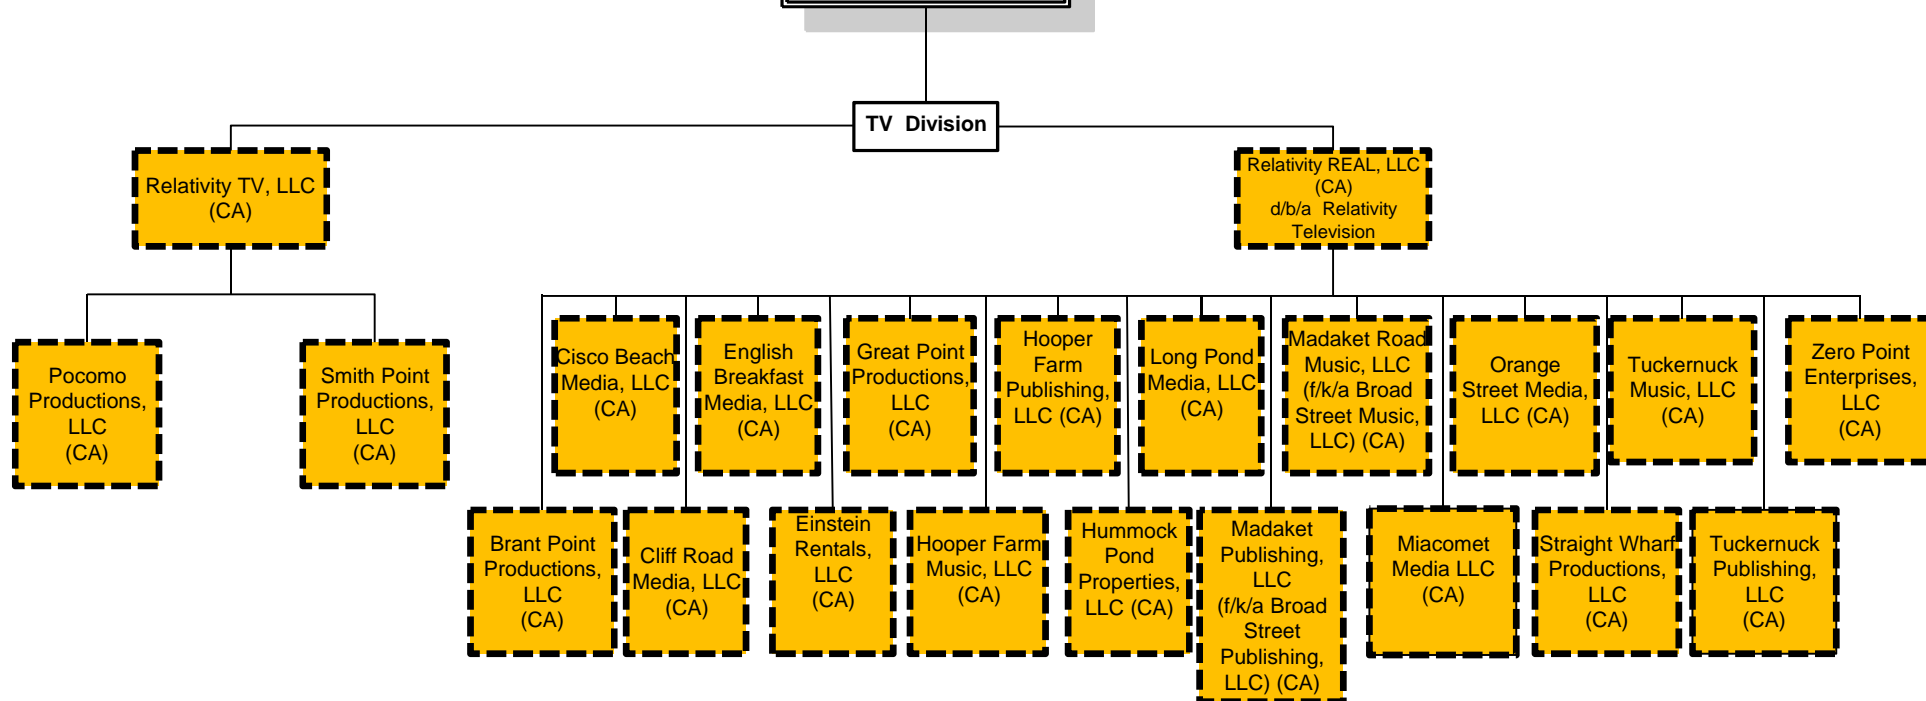 TV Division
Relativity TV, LLC
(CA)
Relativity REAL, LLC
(CA)
d/b/a Relativity
Television
Pocomo
Productions,
LLC
(CA)
Smith Point
Productions,
LLC
(CA)
Cisco Beach
Media, LLC
(CA)
English
Breakfast
Media, LLC
(CA)
Great Point
Productions,
LLC
(CA)
Hooper
Farm
Publishing,
LLC (CA)
Long Pond
Media, LLC
(CA)
Madaket Road
Music, LLC
(f/k/a Broad
Street Music,
LLC) (CA)
Orange
Street Media,
LLC (CA)
Tuckernuck
Music, LLC
(CA)
Zero Point
Enterprises,
LLC
(CA)
Brant Point
Productions,
LLC
(CA)
Cliff Road
Media, LLC
(CA)
Einstein
Rentals,
LLC
(CA)
Hooper Farm
Music, LLC
(CA)
Hummock
Pond
Properties,
LLC (CA)
Madaket
Publishing,
LLC
(f/k/a Broad
Street
Publishing,
LLC) (CA)
Miacomet
Media LLC
(CA)
Straight Wharf
Productions,
LLC
(CA)
Tuckernuck
Publishing,
LLC
(CA)